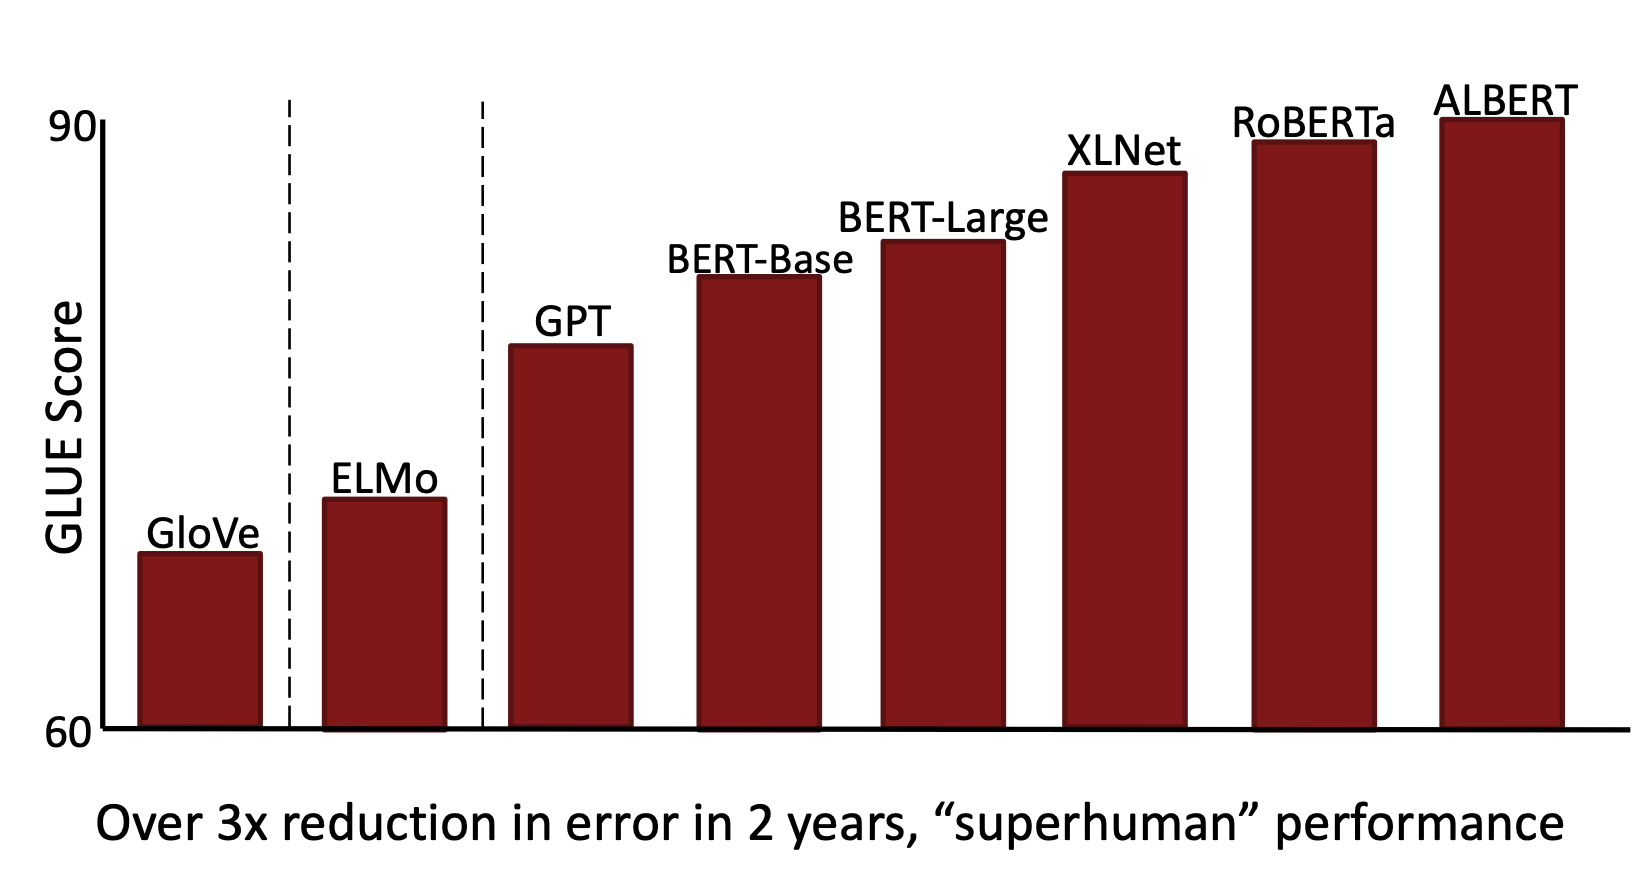 90
60
GLUE Score
GloVe
ELMo
GPT
BERT-Base
BERT-Large
XLNet
RoBERTa
ALBERT
Over 3x reduction in error in 2 years, “superhuman” performance